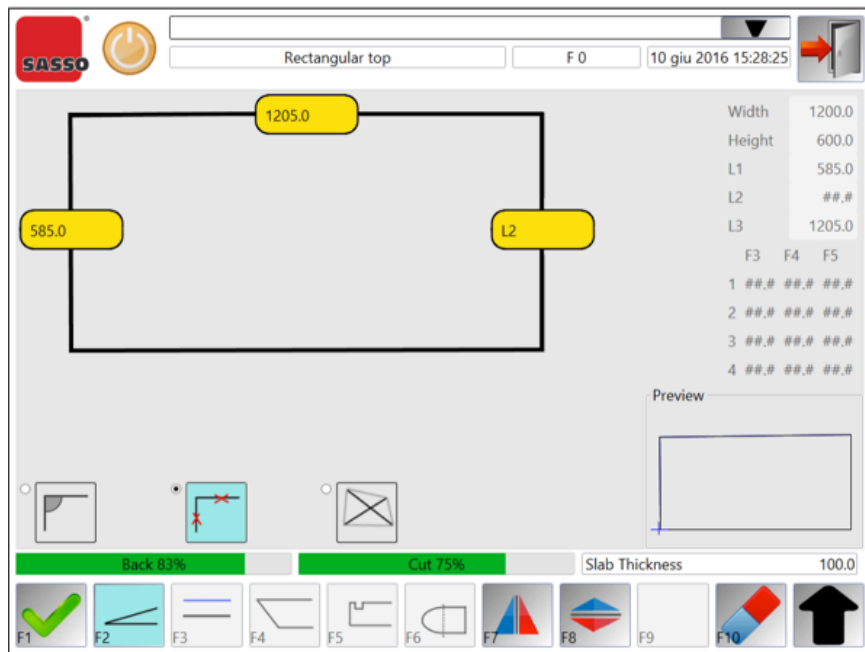 SASSO
Rectangular top
F 0
10 giu 2016 15:28:25
1205.0
585.0
L2
Width 1200.0
Height 600.0
L1 585.0
L2 ##.#
L3 1205.0
F3 F4 F5
1 ##.# ##.# ##.#
2 ##.# ##.# ##.#
3 ##.# ##.# ##.#
4 ##.# ##.# ##.#
Preview
Back 83%
Cut 75%
Slab Thickness 100.0
F1
F2
F3
F4
F5
F6
F7
F8
F9
F10